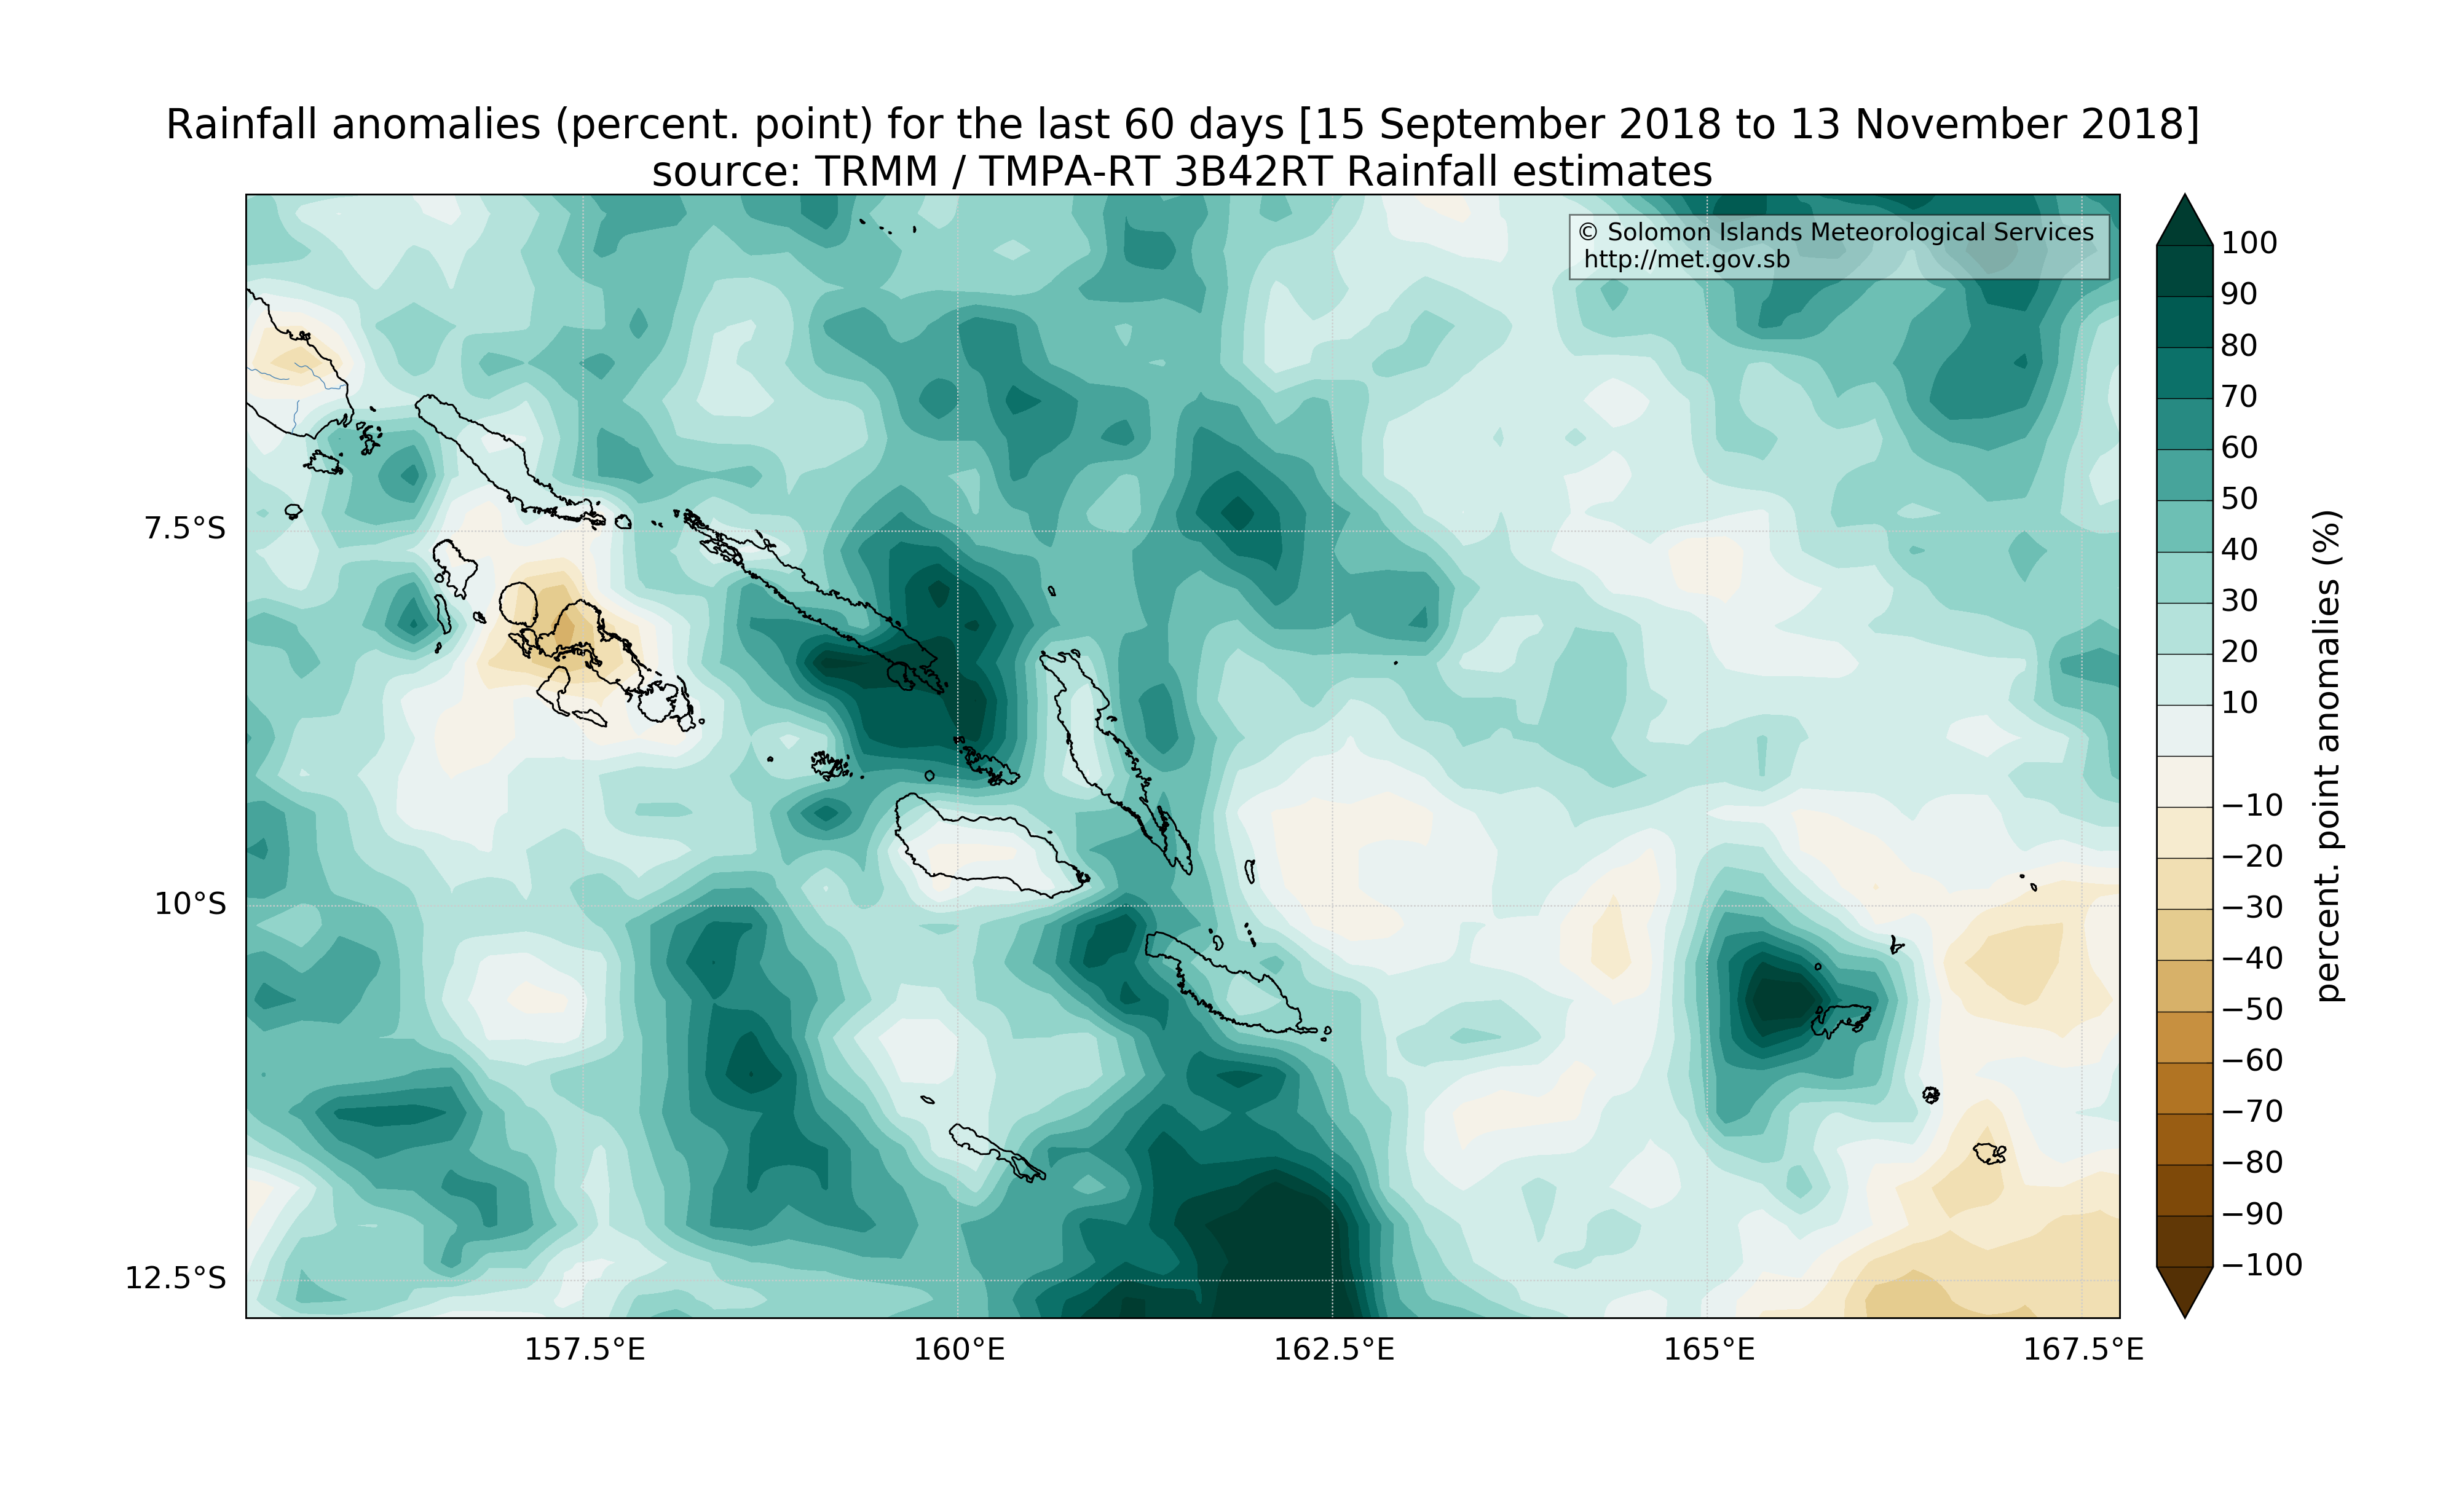 Rainfall anomalies (percent. point) for the last 60 days [15 September 2018 to 13 November 2018]
source: TRMM / TMPA-RT 3B42RT Rainfall estimates
© Solomon Islands Meteorological Services
http://met.gov.sb
7.5°S
10°S
12.5°S
157.5°E
160°E
162.5°E
165°E
167.5°E
100
90
80
70
60
50
40
30
20
10
−10
−20
−30
−40
−50
−60
−70
−80
−90
−100
percent. point anomalies (%)